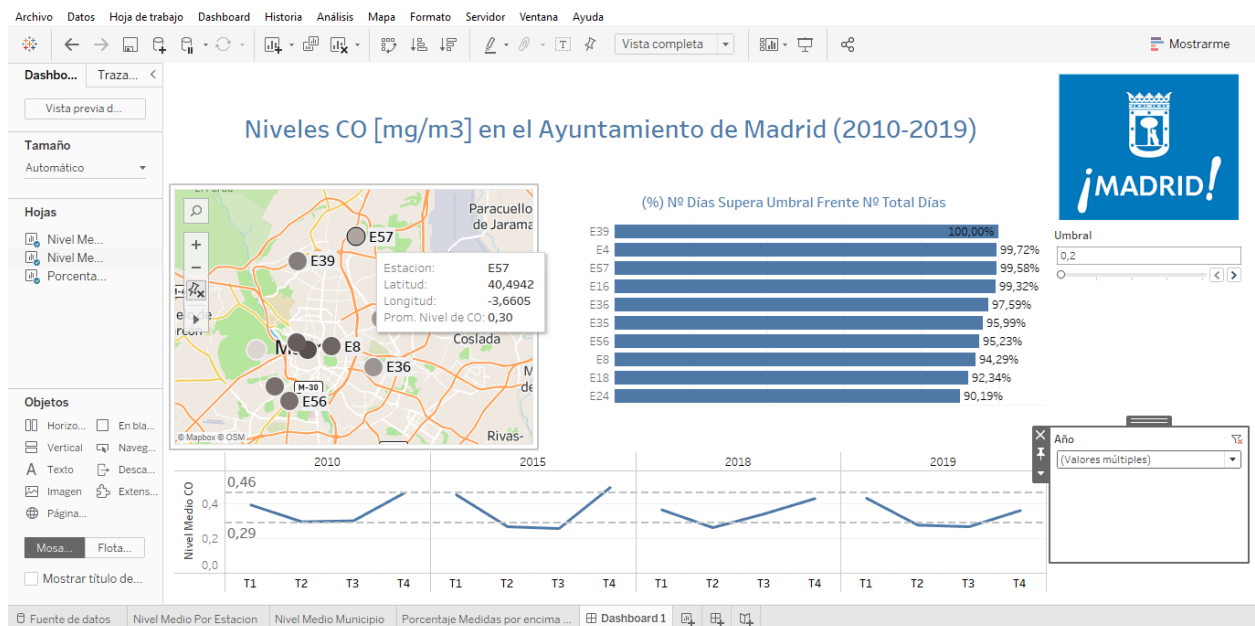 Archivo Datos Hoja de trabajo Dashboard Historia Análisis Mapa Formato Servidor Ventana Ayuda
Vista completa
Mostrarme
Dashbo... Traza...
Vista previa d...
Tamaño
Automático
Hojas
Nivel Me...
Nivel Me...
Porcenta...
Objetos
Horizo... En bla...
Vertical Naveg...
Texto Desca...
Imagen Extens...
Página...
Mosa... Flota...
Mostrar título de...
Niveles CO [mg/m3] en el Ayuntamiento de Madrid (2010-2019)
Paracuello
de Jarama
E57
E39
Estacion: E57
Latitud: 40,4942
Longitud: -3,6605
Prom. Nivel de CO: 0,30
Coslada
E8
E36
M-30
E56
Rivas-
© Mapbox © OSM
(%) Nº Días Supera Umbral Frente Nº Total Días
E39 100,00%
E4 99,72%
E57 99,58%
E16 99,32%
E36 97,59%
E35 95,99%
E56 95,23%
E8 94,29%
E18 92,34%
E24 90,19%
¡MADRID!
Umbral
0,2
Año
(Valores múltiples)
2010 2015 2018 2019
Nivel Medio CO
0,46
0,4
0,29
0,2
0,0
T1 T2 T3 T4 T1 T2 T3 T4 T1 T2 T3 T4 T1 T2 T3 T4
Fuente de datos Nivel Medio Por Estacion Nivel Medio Municipio Porcentaje Medidas por encima ... Dashboard 1